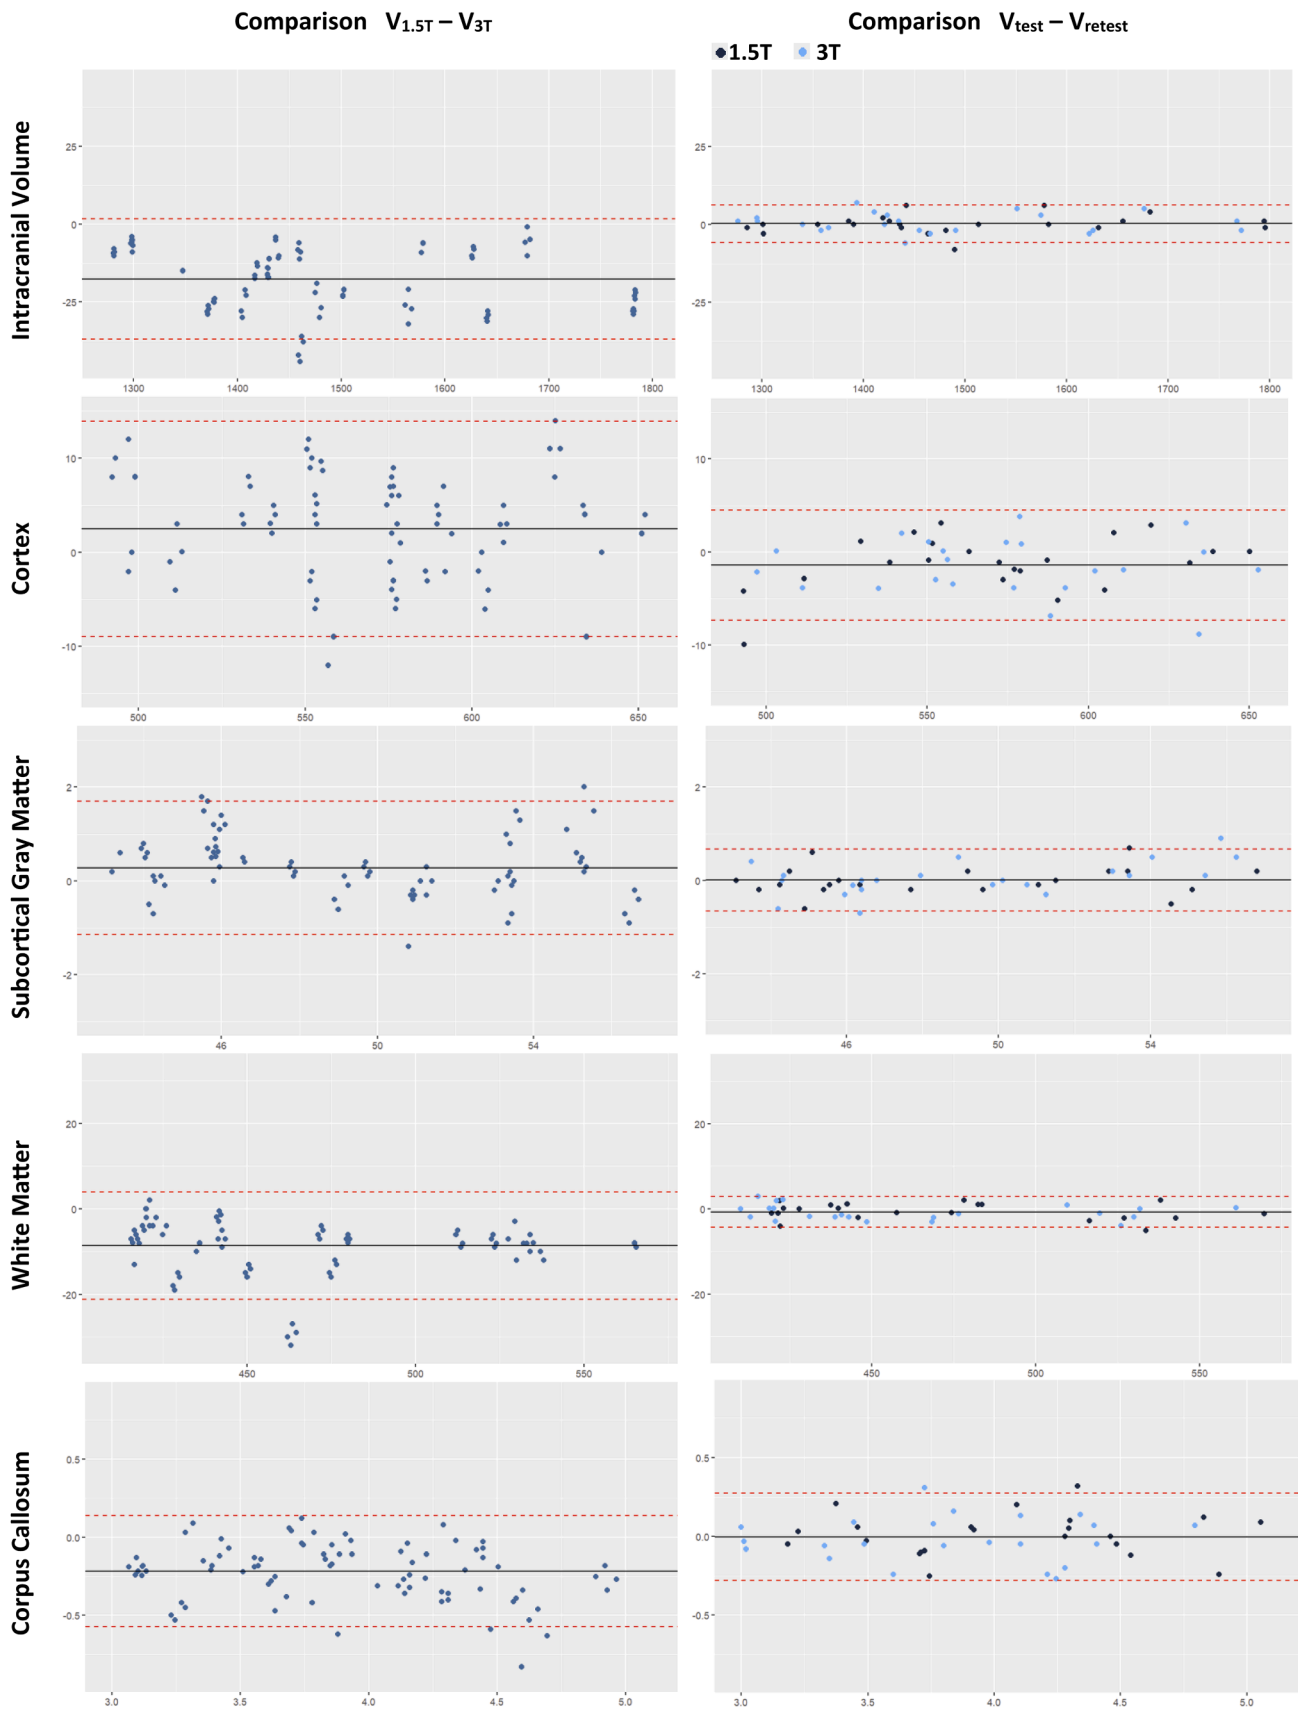 Comparison V1.5T – V3T
Comparison Vtest – Vretest
1.5T 3T
Intracranial Volume
25
0
-25
1300 1400 1500 1600 1700 1800
25
0
-25
1300 1400 1500 1600 1700 1800
Cortex
10
0
-10
500 550 600 650
10
0
-10
500 550 600 650
Subcortical Gray Matter
2
0
-2
46 50 54
2
0
-2
46 50 54
White Matter
20
0
-20
450 500 550
20
0
-20
450 500 550
Corpus Callosum
0.5
0.0
-0.5
3.0 3.5 4.0 4.5 5.0
0.5
0.0
-0.5
3.0 3.5 4.0 4.5 5.0